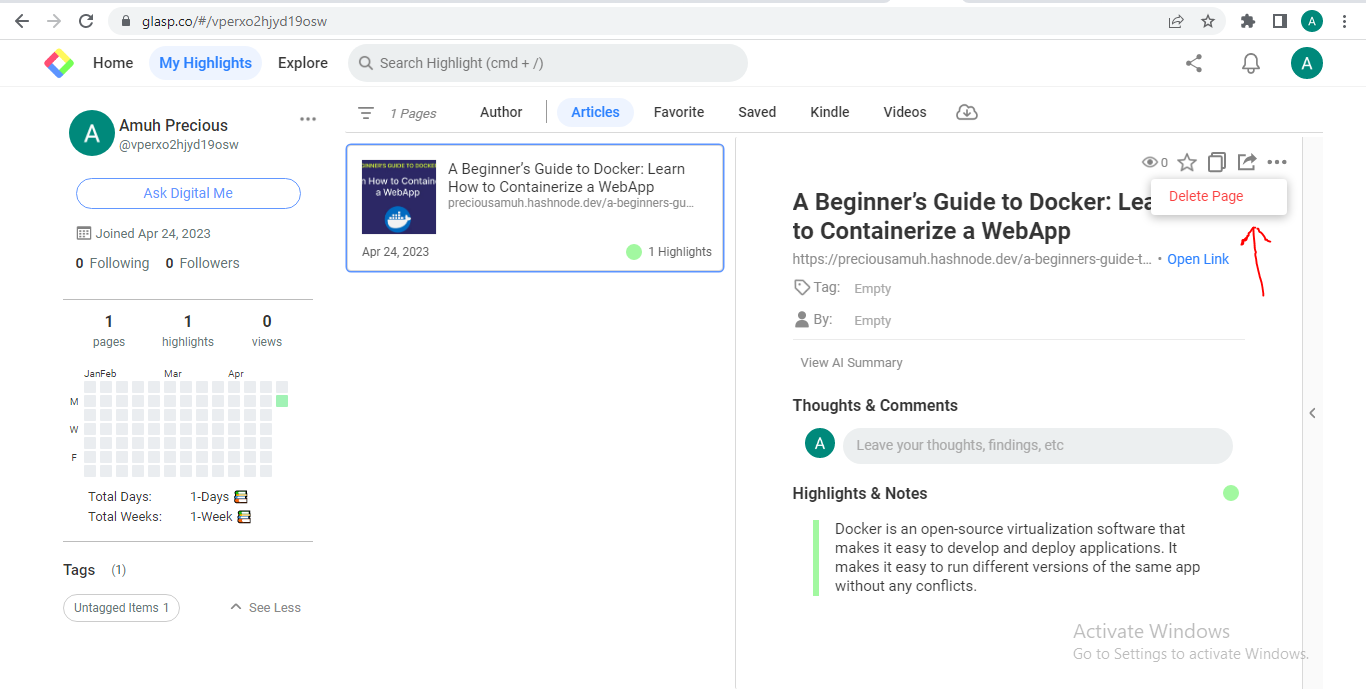 glasp.co/#/vperxo2hjyd19osw
A
Home
My Highlights
Explore
Search Highlight (cmd + /)
A
A
Amuh Precious
@vperxo2hjyd19osw
Ask Digital Me
Joined Apr 24, 2023
0 Following 0 Followers
1 1 0
pages highlights views
JanFeb Mar Apr
M
W
F
Total Days: 1-Days
Total Weeks: 1-Week
Tags (1)
Untagged Items 1
See Less
1 Pages
Author
Articles
Favorite
Saved
Kindle
Videos
BEGINNER'S GUIDE TO DOCKER
n How to Contain
a WebApp
A Beginner’s Guide to Docker: Learn
How to Containerize a WebApp
preciousamuh.hashnode.dev/a-beginners-gu...
Apr 24, 2023
1 Highlights
0
Delete Page
A Beginner’s Guide to Docker: Lea
to Containerize a WebApp
https://preciousamuh.hashnode.dev/a-beginners-guide-t... • Open Link
Tag: Empty
By: Empty
View AI Summary
Thoughts & Comments
A
Leave your thoughts, findings, etc
Highlights & Notes
Docker is an open-source virtualization software that
makes it easy to develop and deploy applications. It
makes it easy to run different versions of the same app
without any conflicts.
Activate Windows
Go to Settings to activate Windows.